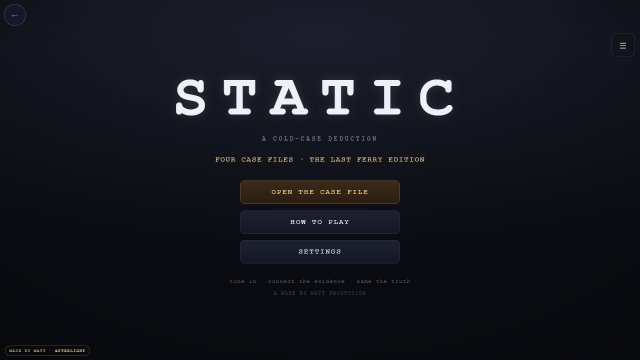 ←
☰
STATIC
A COLD-CASE DEDUCTION
FOUR CASE FILES · THE LAST FERRY EDITION
OPEN THE CASE FILE
HOW TO PLAY
SETTINGS
tune in · connect the evidence · name the truth
A MADE BY MATT PRODUCTION
MADE BY MATT · AFTERLIGHT